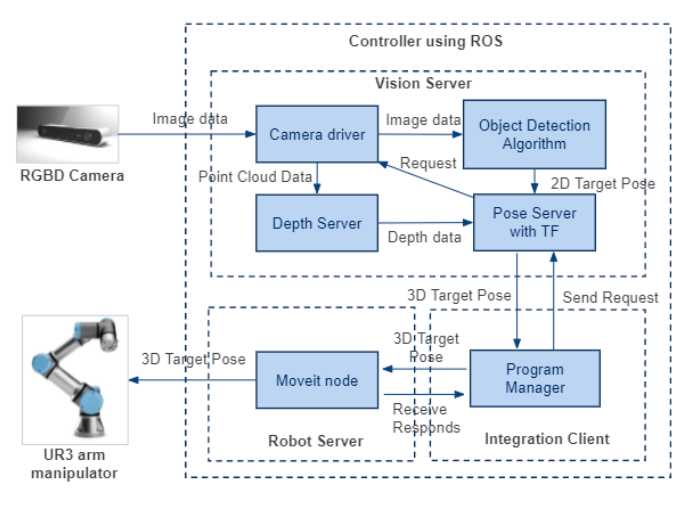 Controller using ROS
Vision Server
Image data
Camera driver
Image data
Object Detection
Algorithm
RGBD Camera
Point Cloud Data
Request
2D Target Pose
Depth Server
Depth data
Pose Server
with TF
3D Target Pose
Send Request
3D Target Pose
Moveit node
3D Target
Pose
Program
Manager
Receive
Responds
Robot Server
Integration Client
UR3 arm
manipulator